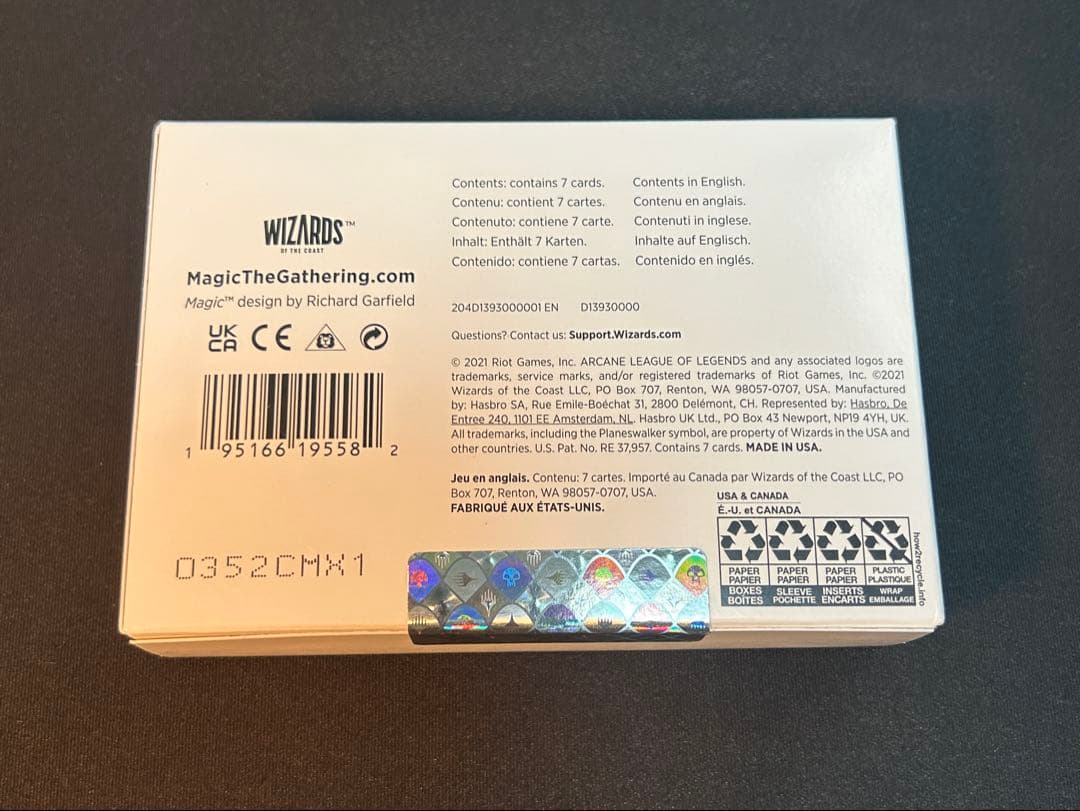 WIZARDS™
OF THE COAST
MagicTheGathering.com
Magic™ design by Richard Garfield
UK
CA CE
1 95166 19558 2
0352CMX1
Contents: contains 7 cards. Contents in English.
Contenu: contient 7 cartes. Contenu en anglais.
Contenuto: contiene 7 carte. Contenuti in inglese.
Inhalt: Enthält 7 Karten. Inhalte auf Englisch.
Contenido: contiene 7 cartas. Contenido en inglés.
204D1393000001 EN D13930000
Questions? Contact us: Support.Wizards.com
© 2021 Riot Games, Inc. ARCANE LEAGUE OF LEGENDS and any associated logos are
trademarks, service marks, and/or registered trademarks of Riot Games, Inc. ©2021
Wizards of the Coast LLC, PO Box 707, Renton, WA 98057-0707, USA. Manufactured
by: Hasbro SA, Rue Emile-Boéchat 31, 2800 Delémont, CH. Represented by: Hasbro, De
Entree 240, 1101 EE Amsterdam, NL. Hasbro UK Ltd., PO Box 43 Newport, NP19 4YH, UK.
All trademarks, including the Planeswalker symbol, are property of Wizards in the USA and
other countries. U.S. Pat. No. RE 37,957. Contains 7 cards. MADE IN USA.
Jeu en anglais. Contenu: 7 cartes. Importé au Canada par Wizards of the Coast LLC, PO
Box 707, Renton, WA 98057-0707, USA.
FABRIQUÉ AUX ÉTATS-UNIS.
USA & CANADA
É.-U. et CANADA
PAPER PAPER PAPER PLASTIC
PAPIER PAPIER PAPIER PLASTIQUE
BOXES SLEEVE INSERTS WRAP
BOÎTES POCHETTE ENCARTS EMBALLAGE
how2recycle.info